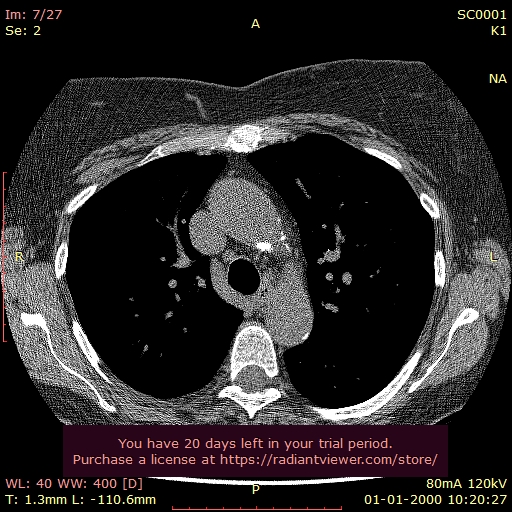 Im: 7/27
Se: 2
A
SC0001
K1
NA
R
L
You have 20 days left in your trial period.
Purchase a license at https://radiantviewer.com/store/
WL: 40 WW: 400 [D]
T: 1.3mm L: -110.6mm
P
80mA 120kV
01-01-2000 10:20:27